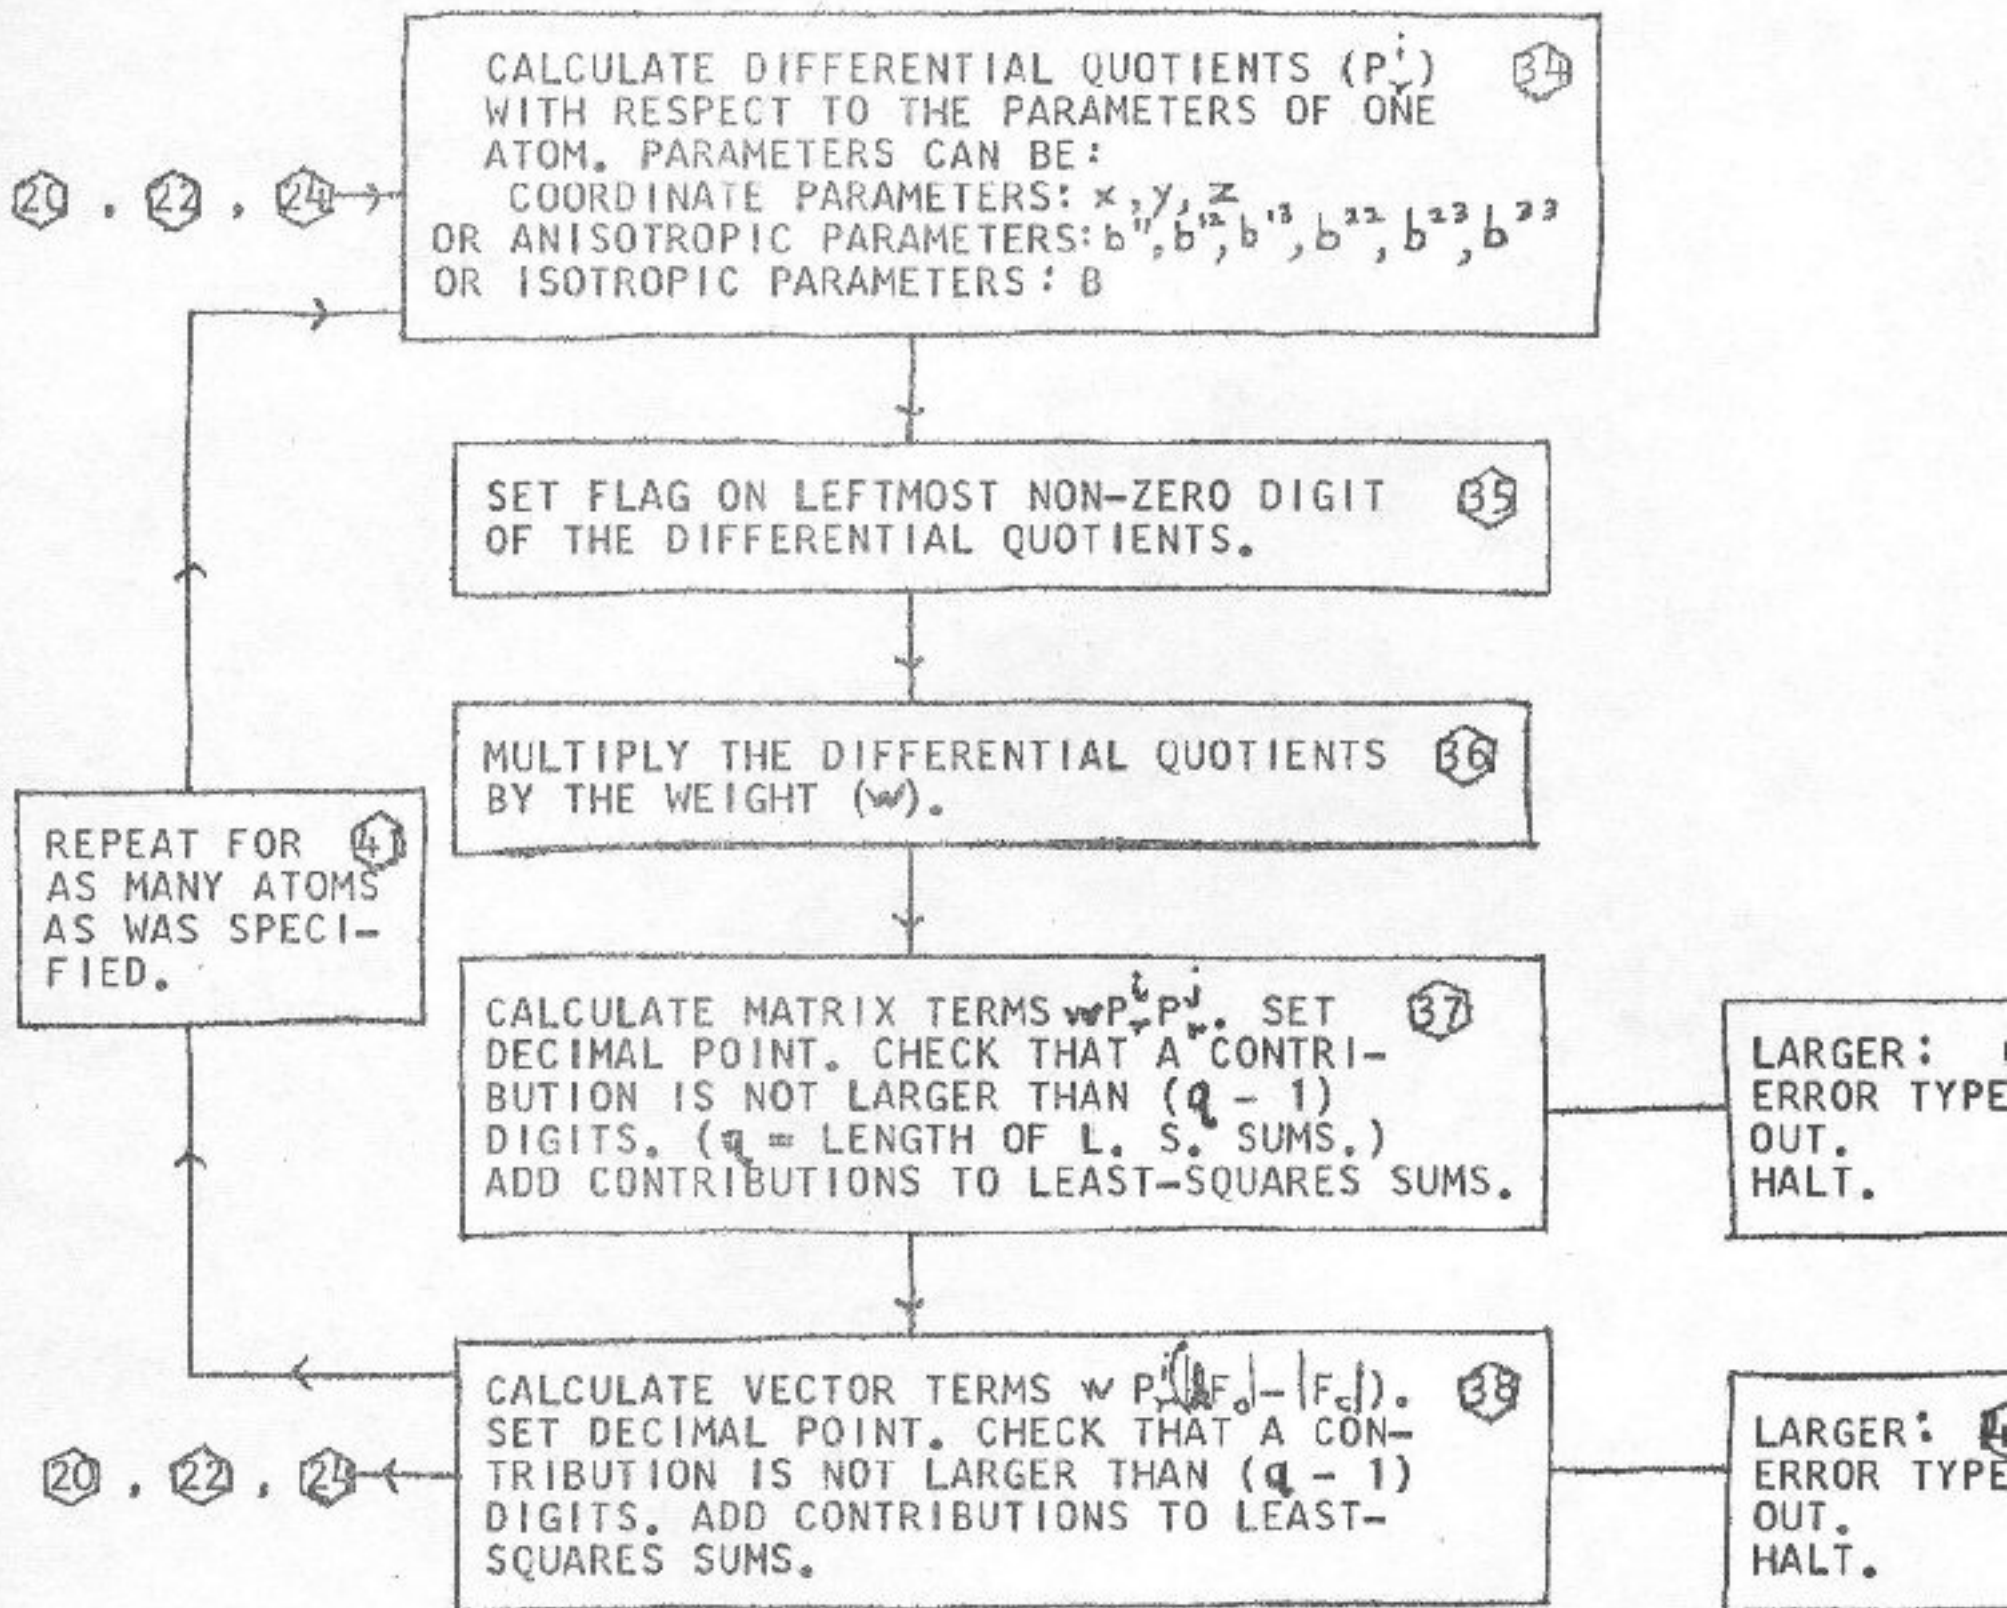 CALCULATE DIFFERENTIAL QUOTIENTS (Pᵢʳ) 34
WITH RESPECT TO THE PARAMETERS OF ONE
ATOM. PARAMETERS CAN BE:
COORDINATE PARAMETERS: x, y, z
OR ANISOTROPIC PARAMETERS: b¹¹, b¹², b¹³, b²², b²³, b³³
OR ISOTROPIC PARAMETERS: B
20 . 22 , 24
SET FLAG ON LEFTMOST NON-ZERO DIGIT 35
OF THE DIFFERENTIAL QUOTIENTS.
MULTIPLY THE DIFFERENTIAL QUOTIENTS 36
BY THE WEIGHT (w).
REPEAT FOR 41
AS MANY ATOMS
AS WAS SPECI-
FIED.
CALCULATE MATRIX TERMS wPᵣⁱPᵣʲ. SET 37
DECIMAL POINT. CHECK THAT A CONTRI-
BUTION IS NOT LARGER THAN (q - 1)
DIGITS. (q = LENGTH OF L. S. SUMS.)
ADD CONTRIBUTIONS TO LEAST-SQUARES SUMS.
LARGER:
ERROR TYPE
OUT.
HALT.
CALCULATE VECTOR TERMS w Pᵣⁱ(|kF₀|-|F_c|). 38
SET DECIMAL POINT. CHECK THAT A CON-
TRIBUTION IS NOT LARGER THAN (q - 1)
DIGITS. ADD CONTRIBUTIONS TO LEAST-
SQUARES SUMS.
20 . 22 . 24
LARGER:
ERROR TYPE
OUT.
HALT.